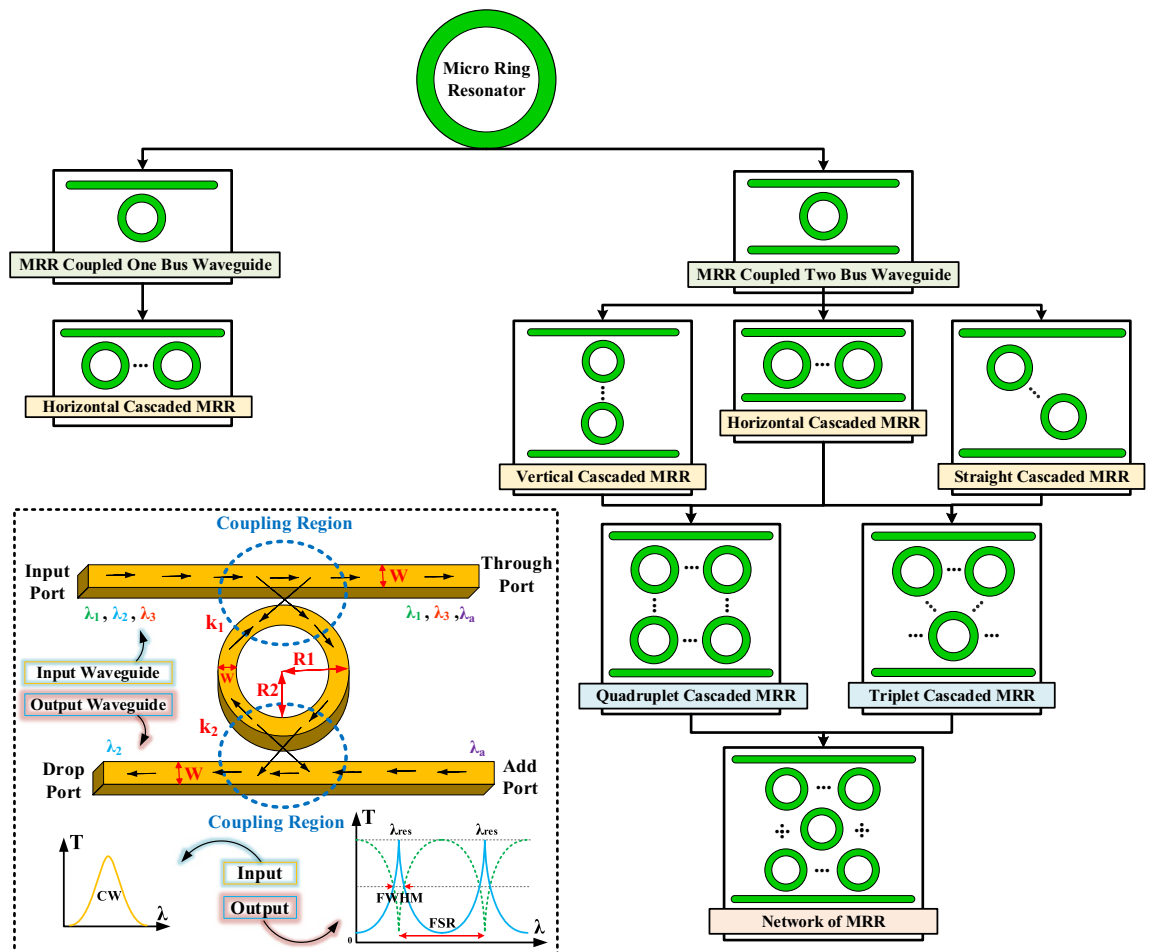 Micro Ring
Resonator
MRR Coupled One Bus Waveguide
MRR Coupled Two Bus Waveguide
Horizontal Cascaded MRR
Vertical Cascaded MRR
Horizontal Cascaded MRR
Straight Cascaded MRR
Quadruplet Cascaded MRR
Triplet Cascaded MRR
Network of MRR
Coupling Region
Input
Port
W
Through
Port
λ1 , λ2 , λ3
λ1 , λ3 ,λa
k1
Input Waveguide
Output Waveguide
W
R1
R2
k2
λ2
λa
Drop
Port
W
Add
Port
Coupling Region
T
CW
λ
Input
Output
T
λres
λres
FWHM
FSR
λ
0